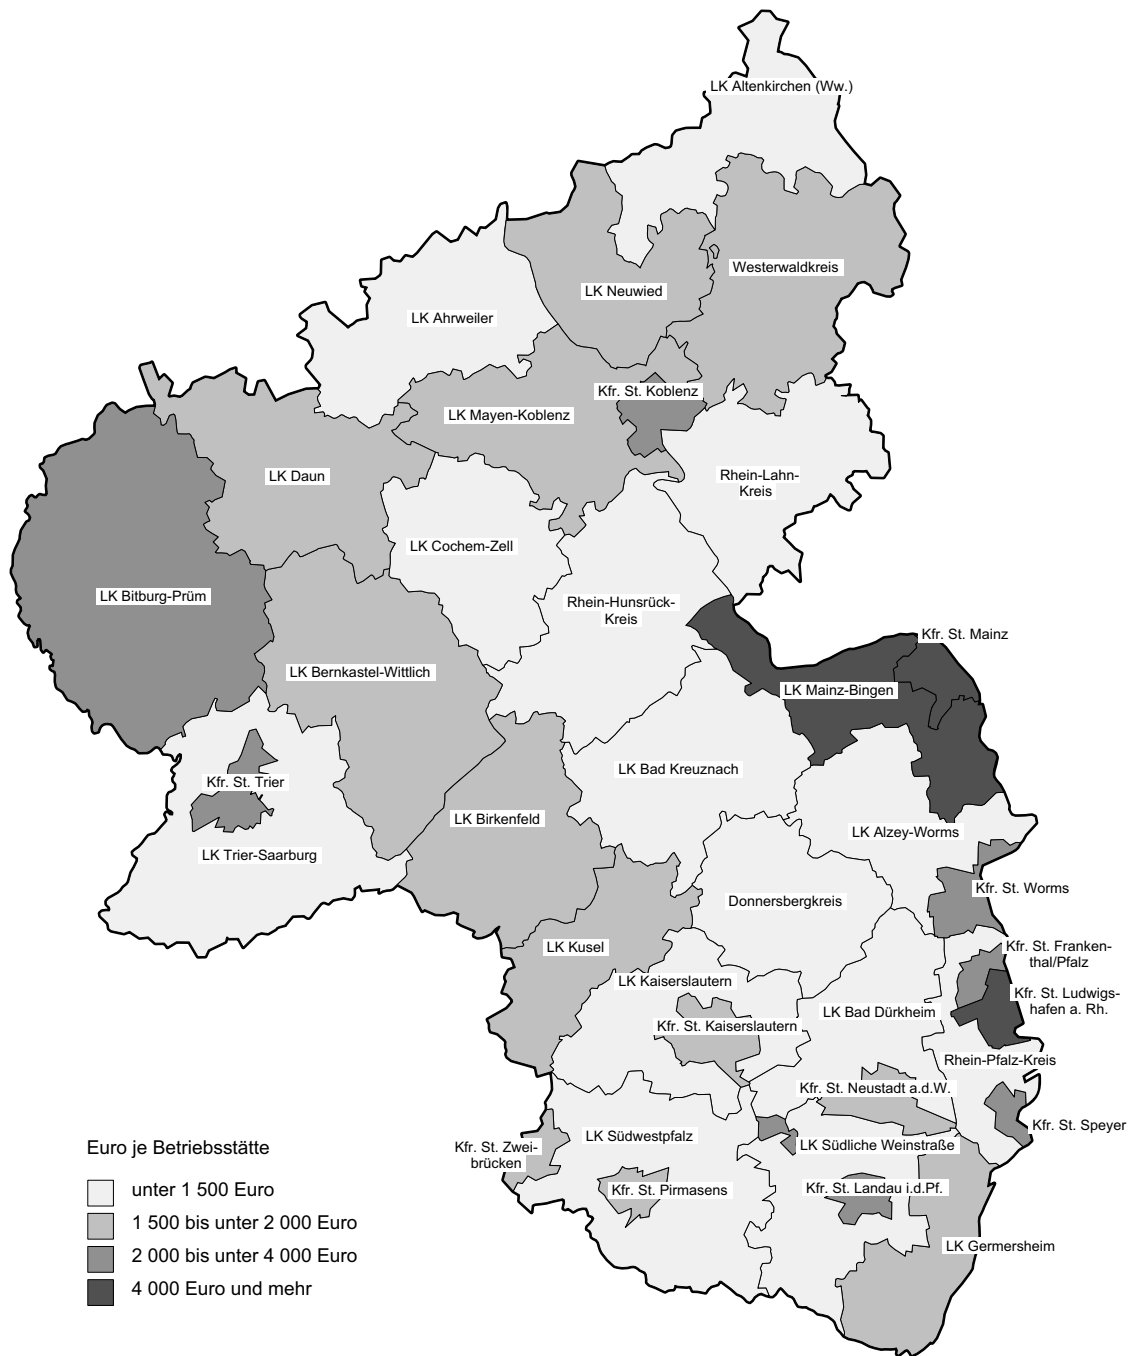 LK Altenkirchen (Ww.)
Westerwaldkreis
LK Neuwied
LK Ahrweiler
Kfr. St. Koblenz
LK Mayen-Koblenz
LK Daun
Rhein-Lahn-
Kreis
LK Cochem-Zell
LK Bitburg-Prüm
Rhein-Hunsrück-
Kreis
Kfr. St. Mainz
LK Bernkastel-Wittlich
LK Mainz-Bingen
LK Bad Kreuznach
Kfr. St. Trier
LK Birkenfeld
LK Alzey-Worms
LK Trier-Saarburg
Kfr. St. Worms
Donnersbergkreis
LK Kusel
Kfr. St. Franken-
thal/Pfalz
LK Kaiserslautern
Kfr. St. Ludwigs-
hafen a. Rh.
LK Bad Dürkheim
Kfr. St. Kaiserslautern
Rhein-Pfalz-Kreis
Kfr. St. Neustadt a.d.W.
Kfr. St. Speyer
LK Südwestpfalz
LK Südliche Weinstraße
Kfr. St. Zwei-
brücken
Kfr. St. Pirmasens
Kfr. St. Landau i.d.Pf.
LK Germersheim
Euro je Betriebsstätte
unter 1 500 Euro
1 500 bis unter 2 000 Euro
2 000 bis unter 4 000 Euro
4 000 Euro und mehr